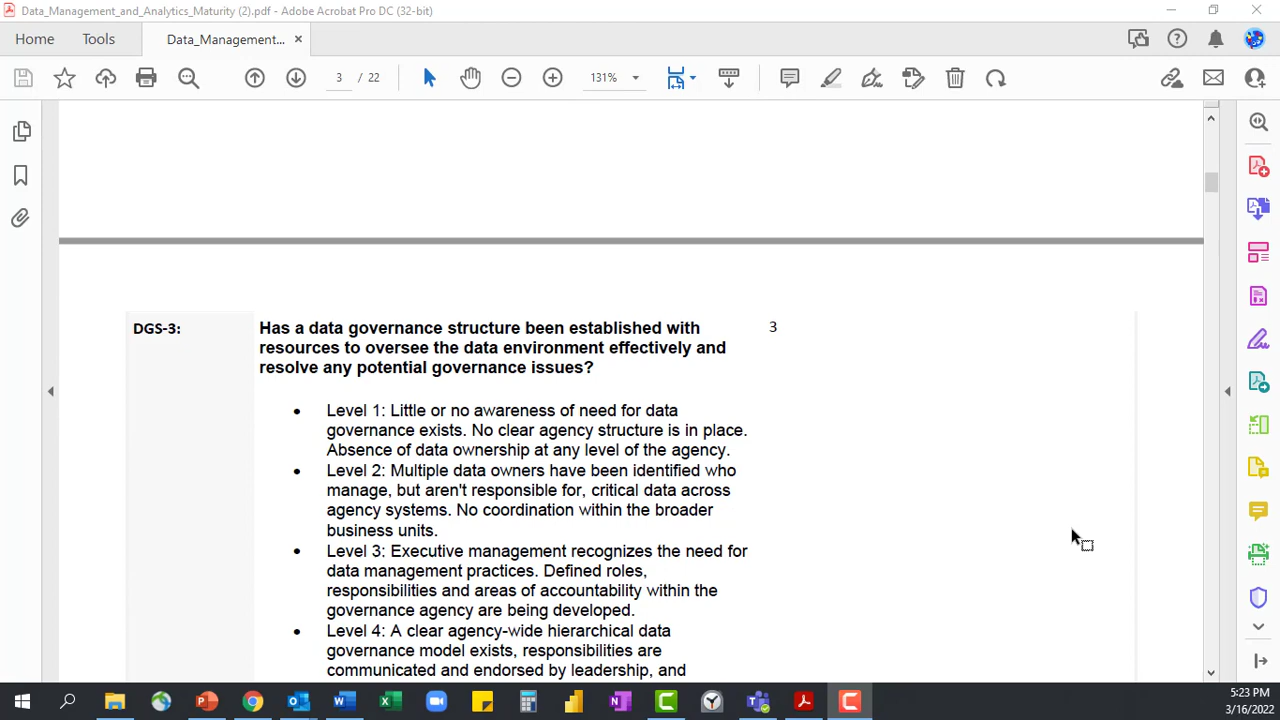 Data_Management_and_Analytics_Maturity (2).pdf - Adobe Acrobat Pro DC (32-bit)
Home Tools Data_Management... ×
3 / 22 131%
DGS-3: Has a data governance structure been established with 3
resources to oversee the data environment effectively and
resolve any potential governance issues?
• Level 1: Little or no awareness of need for data
governance exists. No clear agency structure is in place.
Absence of data ownership at any level of the agency.
• Level 2: Multiple data owners have been identified who
manage, but aren't responsible for, critical data across
agency systems. No coordination within the broader
business units.
• Level 3: Executive management recognizes the need for
data management practices. Defined roles,
responsibilities and areas of accountability within the
governance agency are being developed.
• Level 4: A clear agency-wide hierarchical data
governance model exists, responsibilities are
communicated and endorsed by leadership, and
5:23 PM
3/16/2022